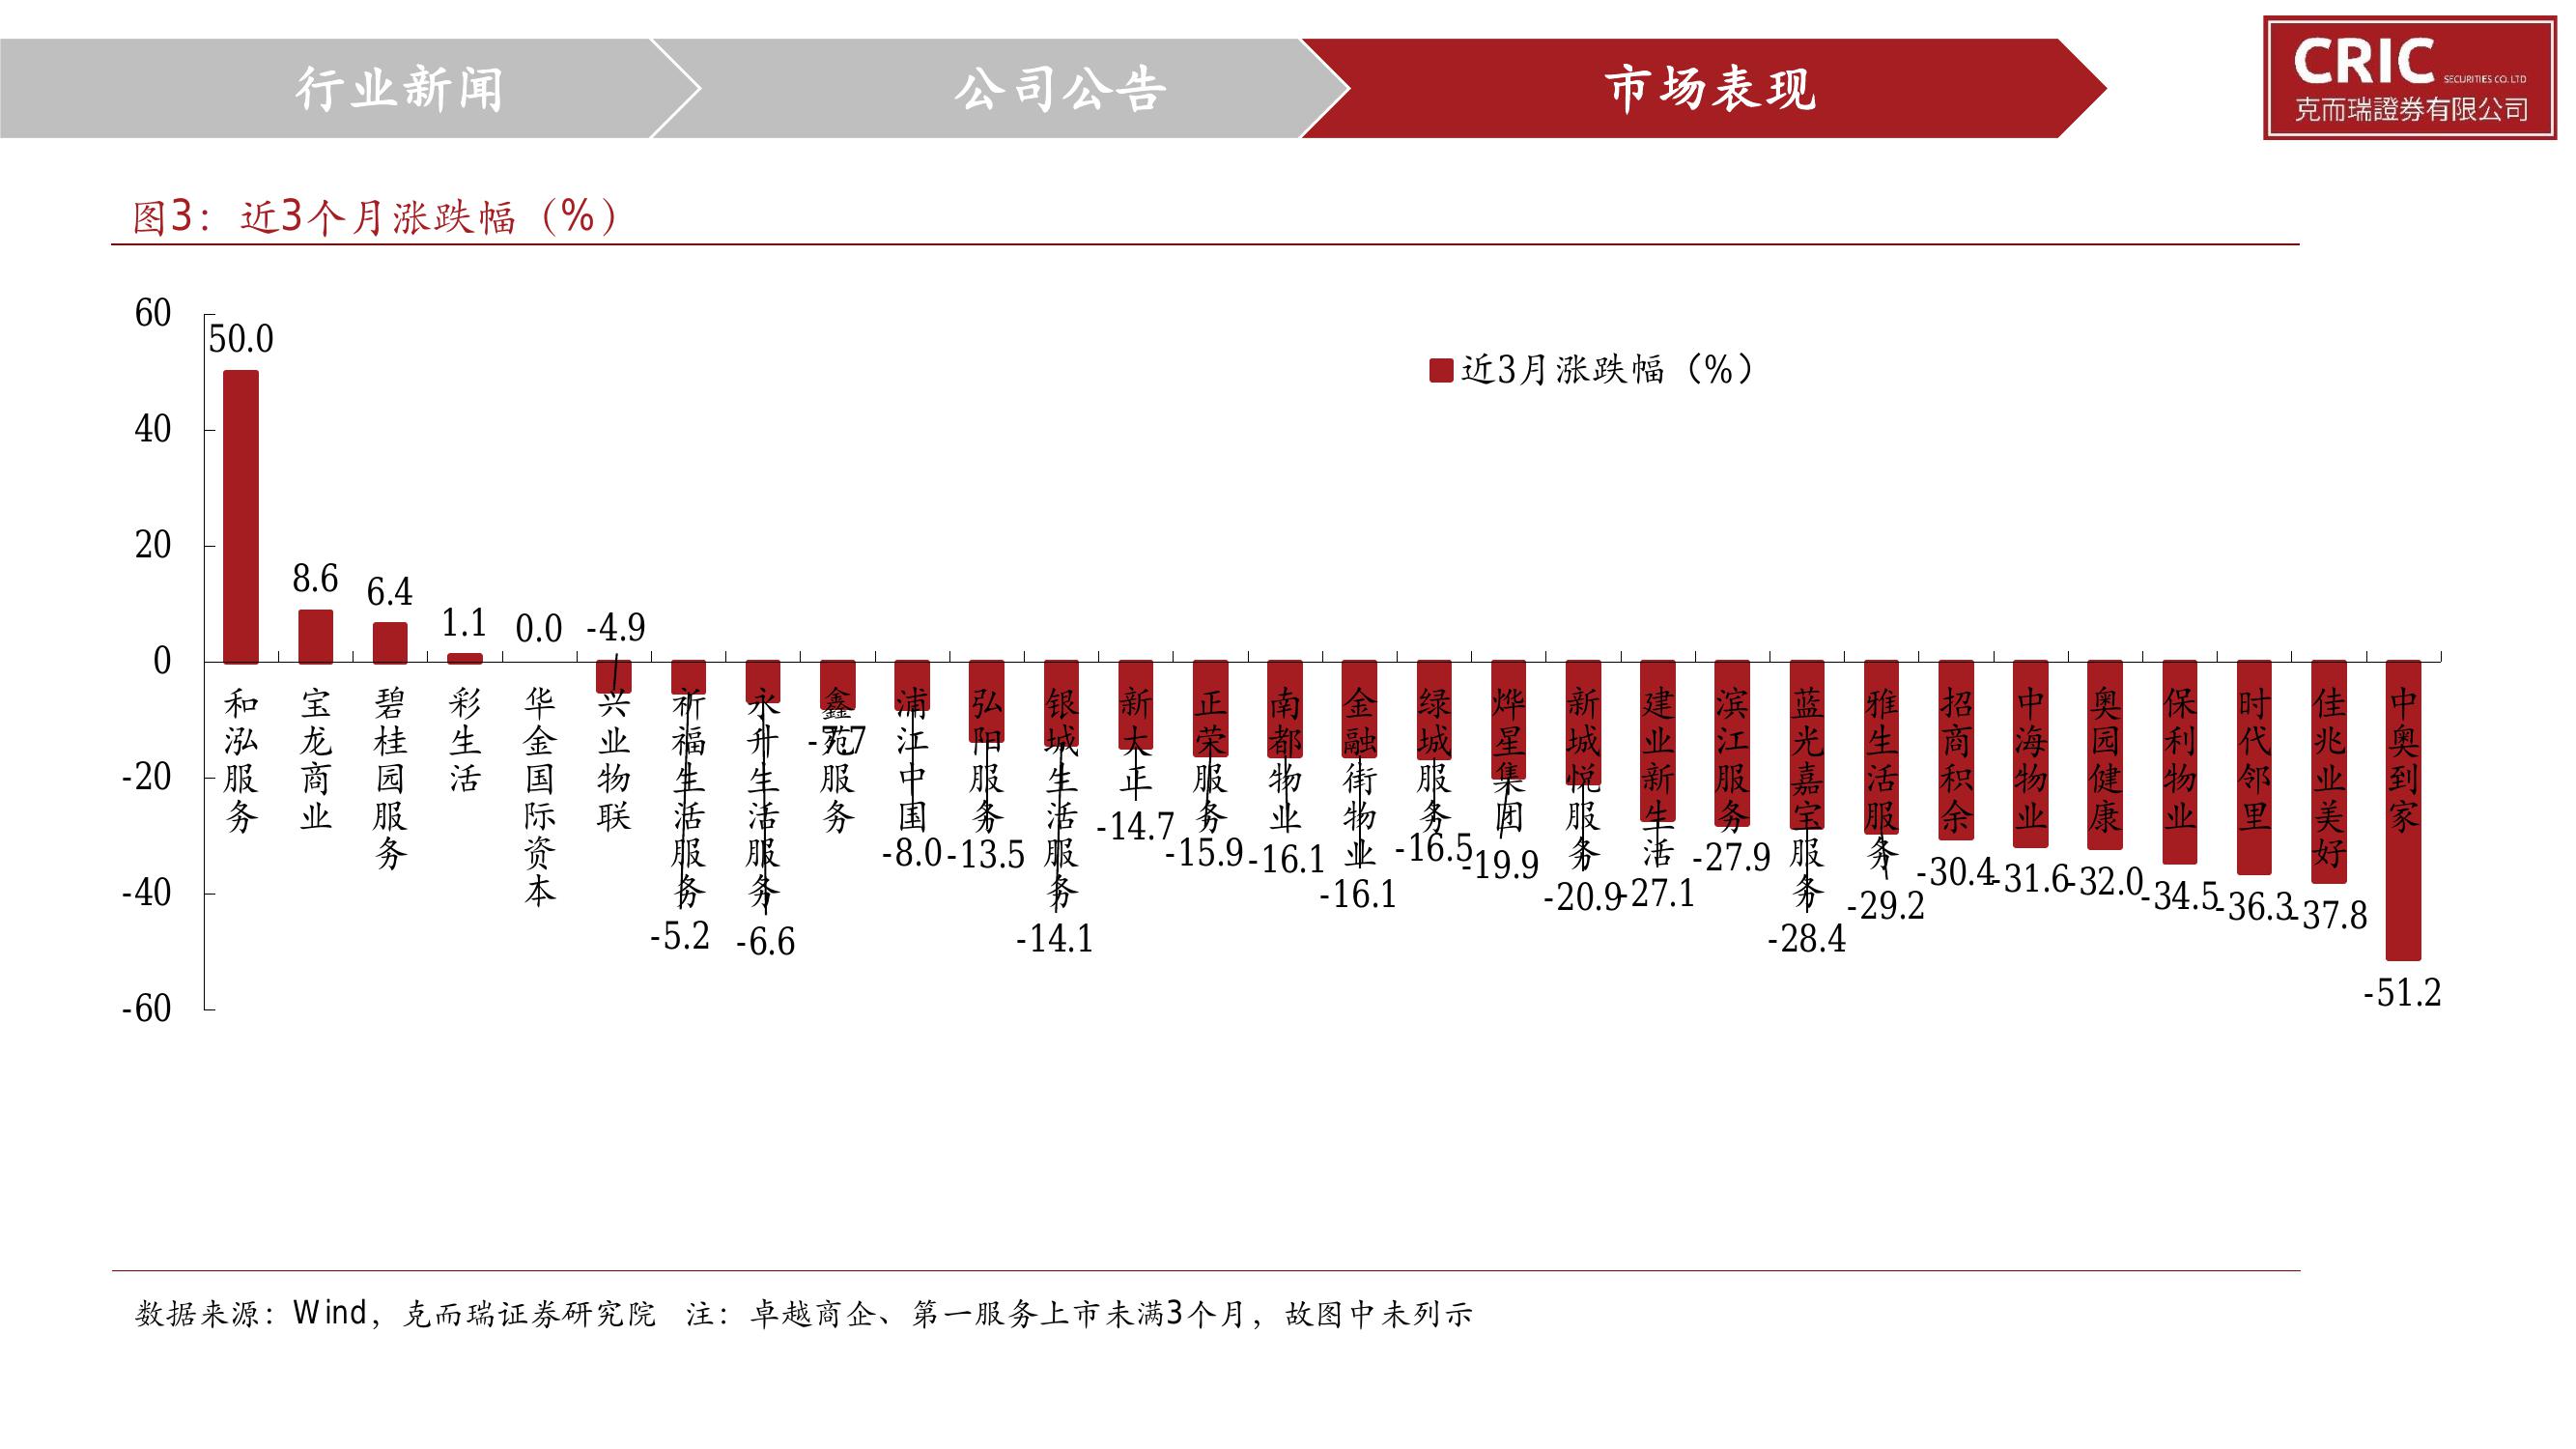 行业新闻
公司公告
市场表现
CRIC SECURITIES CO. LTD
克而瑞證券有限公司
图3：近3个月涨跌幅（%）
近3月涨跌幅（%）
60
40
20
0
-20
-40
-60
50.0
8.6
6.4
1.1
0.0
-4.9
-5.2
-6.6
-7.7
-8.0
-13.5
-14.1
-14.7
-15.9
-16.1
-16.1
-16.5
-19.9
-20.9
-27.1
-27.9
-28.4
-29.2
-30.4
-31.6
-32.0
-34.5
-36.3
-37.8
-51.2
和泓服务
宝龙商业
碧桂园服务
彩生活
华金国际资本
兴业物联
祈福生活服务
永升生活服务
鑫苑服务
浦江中国
弘阳服务
银城生活服务
新大正
正荣服务
南都物业
金融街物业
绿城服务
烨星集团
新城悦服务
建业新生活
滨江服务
蓝光嘉宝服务
雅生活服务
招商积余
中海物业
奥园健康
保利物业
时代邻里
佳兆业美好
中奥到家
数据来源：Wind，克而瑞证券研究院 注：卓越商企、第一服务上市未满3个月，故图中未列示